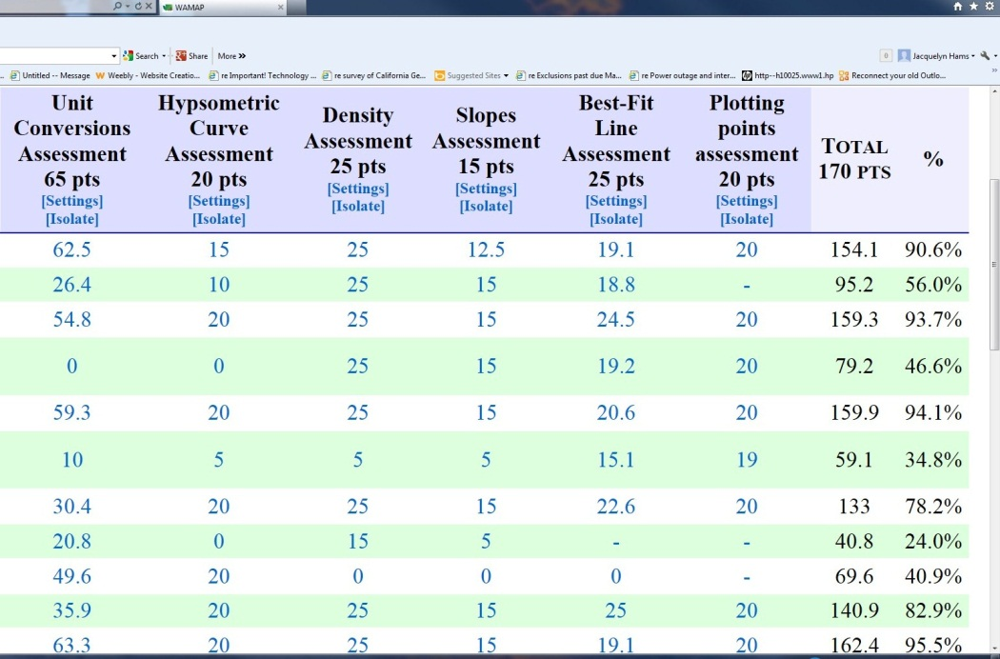 WAMAP
Search Share More »
0 Jacquelyn Hams
Untitled -- Message Weebly - Website Creatio... re Important! Technology ... re survey of California Ge... Suggested Sites re Exclusions past due Ma... re Power outage and inter... http--h10025.www1.hp Reconnect your old Outlo... »
Unit Conversions Assessment 65 pts [Settings] [Isolate]
Hypsometric Curve Assessment 20 pts [Settings] [Isolate]
Density Assessment 25 pts [Settings] [Isolate]
Slopes Assessment 15 pts [Settings] [Isolate]
Best-Fit Line Assessment 25 pts [Settings] [Isolate]
Plotting points assessment 20 pts [Settings] [Isolate]
TOTAL 170 PTS
%
62.5 15 25 12.5 19.1 20 154.1 90.6%
26.4 10 25 15 18.8 - 95.2 56.0%
54.8 20 25 15 24.5 20 159.3 93.7%
0 0 25 15 19.2 20 79.2 46.6%
59.3 20 25 15 20.6 20 159.9 94.1%
10 5 5 5 15.1 19 59.1 34.8%
30.4 20 25 15 22.6 20 133 78.2%
20.8 0 15 5 - - 40.8 24.0%
49.6 20 0 0 0 - 69.6 40.9%
35.9 20 25 15 25 20 140.9 82.9%
63.3 20 25 15 19.1 20 162.4 95.5%